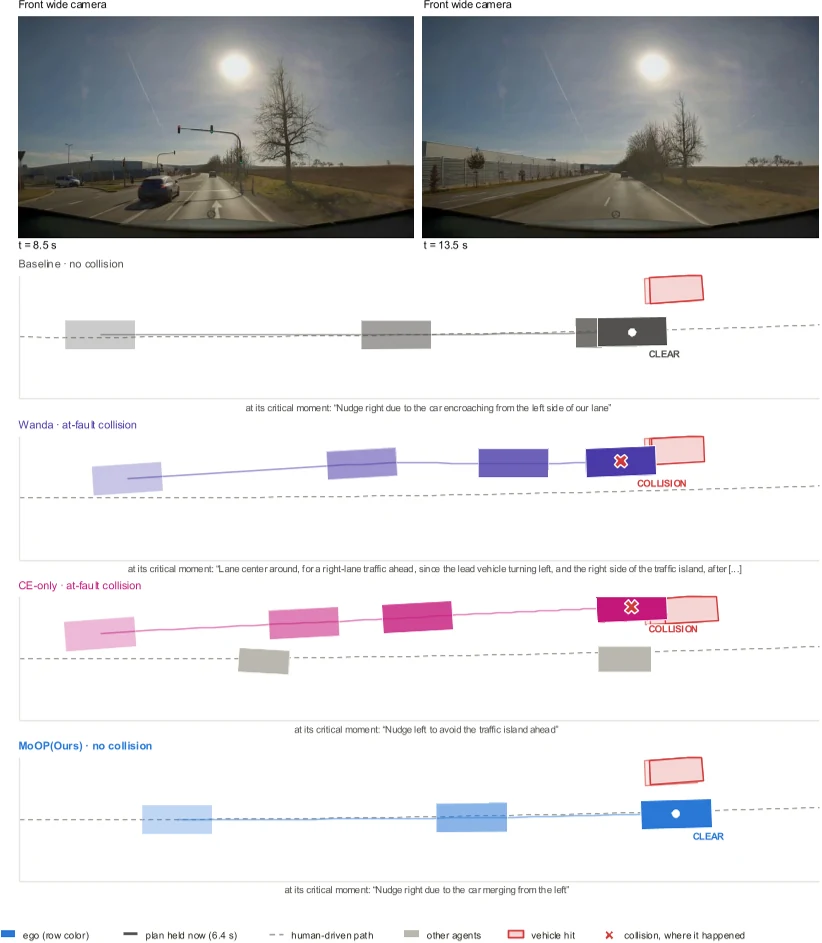 Front wide camera
Front wide camera
t = 8.5 s
t = 13.5 s
Baseline · no collision
CLEAR
at its critical moment: “Nudge right due to the car encroaching from the left side of our lane”
Wanda · at-fault collision
COLLISION
at its critical moment: “Lane center around, for a right-lane traffic ahead, since the lead vehicle turning left, and the right side of the traffic island, after [...]
CE-only · at-fault collision
COLLISION
at its critical moment: “Nudge left to avoid the traffic island ahead”
MoOP(Ours) · no collision
CLEAR
at its critical moment: “Nudge right due to the car merging from the left”
ego (row color) plan held now (6.4 s) human-driven path other agents vehicle hit collision, where it happened